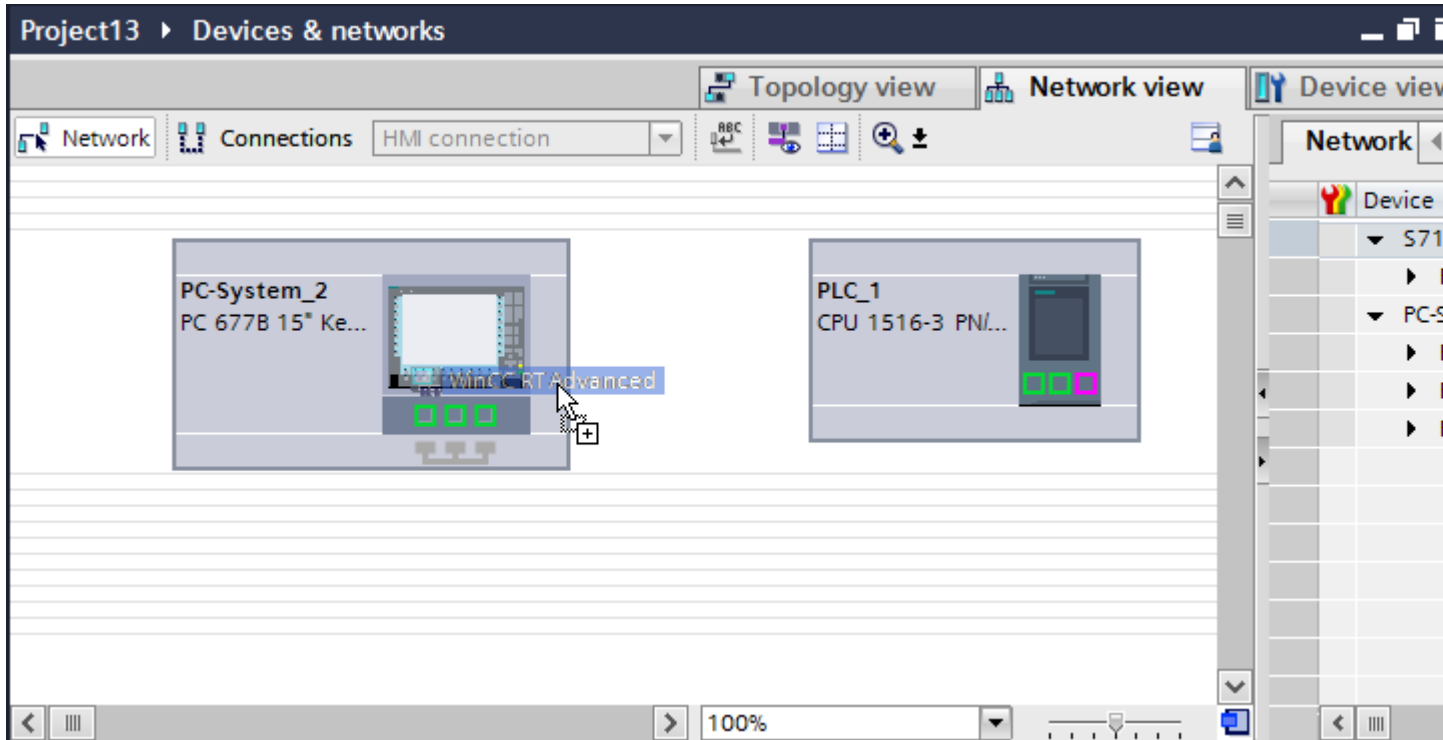 Project13 ▸ Devices & networks
Topology view
Network view
Device view
Network
Connections
HMI connection
Network
Device
PC-System_2
PC 677B 15" Ke...
WinCC RT Advanced
PLC_1
CPU 1516-3 PN/...
S71
PC-S
100%